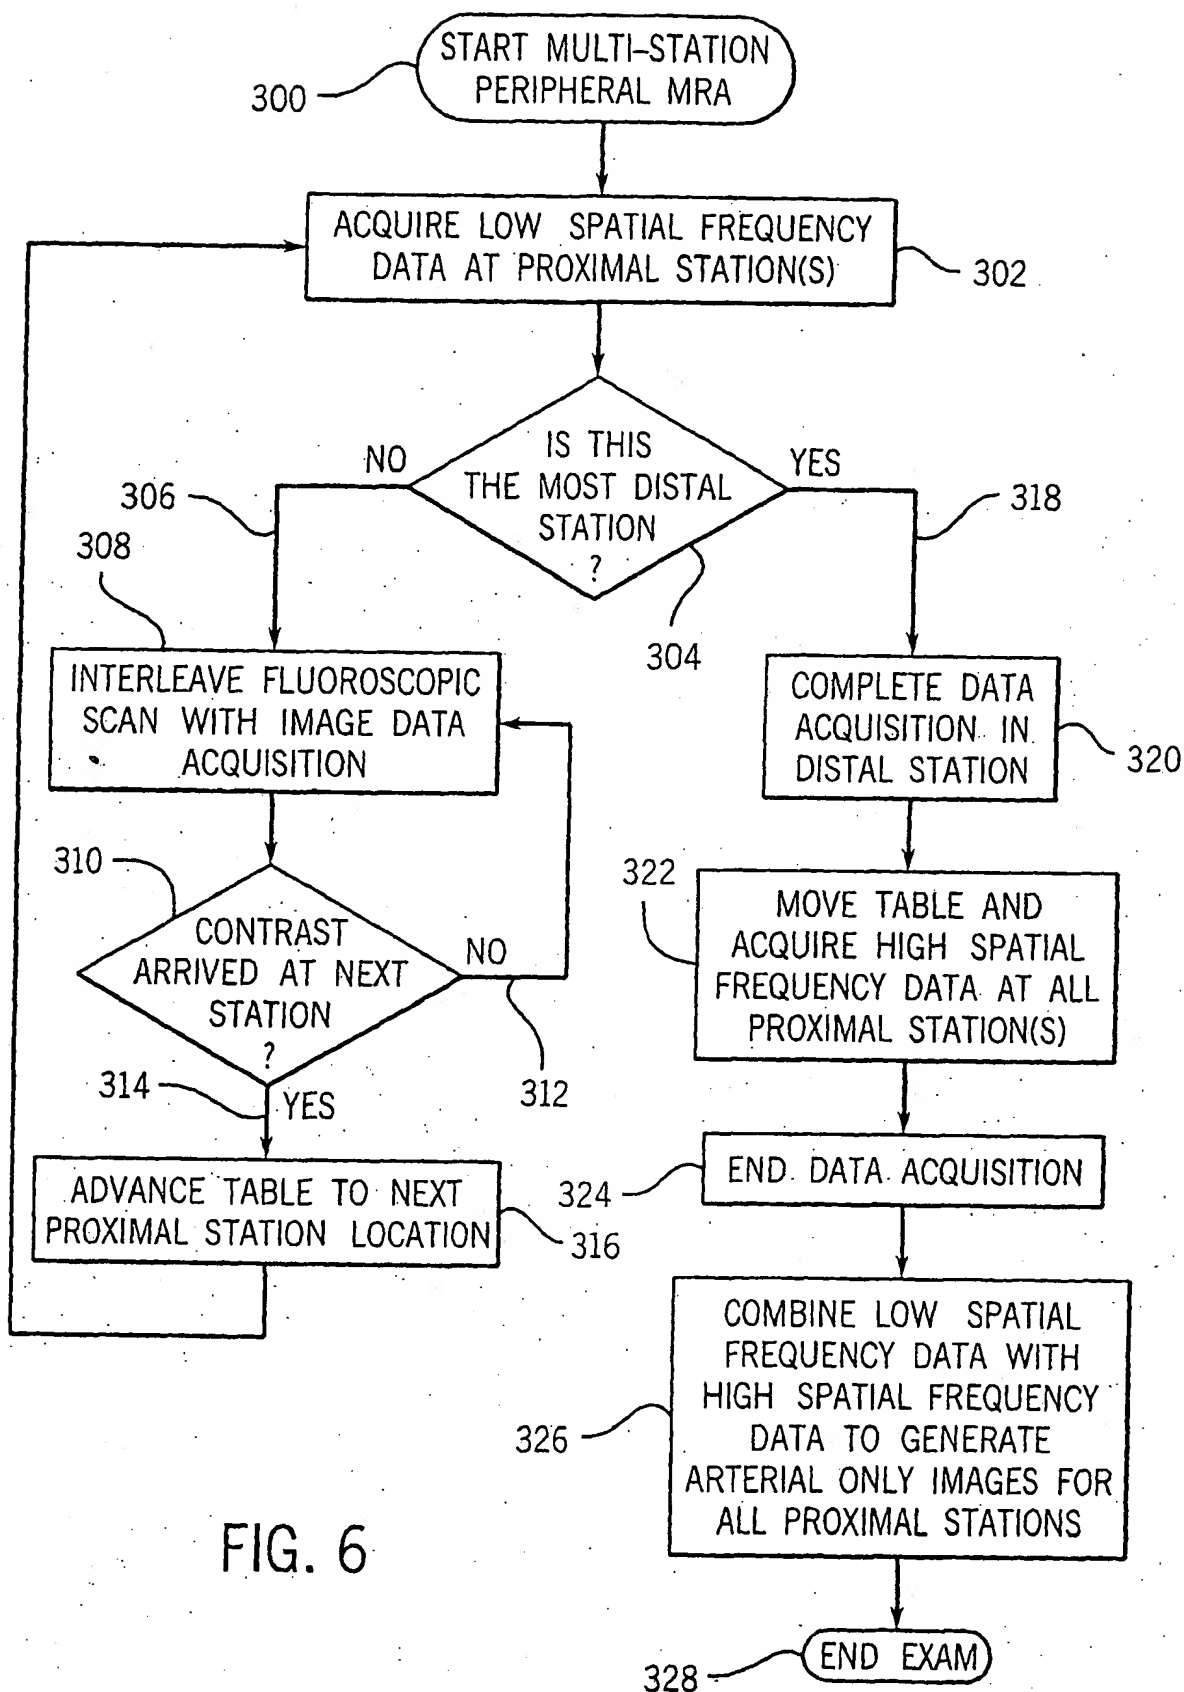 START MULTI-STATION
PERIPHERAL MRA
300
ACQUIRE LOW SPATIAL FREQUENCY
DATA AT PROXIMAL STATION(S)
302
IS THIS
THE MOST DISTAL
STATION
?
304
NO
YES
306
318
308
INTERLEAVE FLUOROSCOPIC
SCAN WITH IMAGE DATA
ACQUISITION
COMPLETE DATA
ACQUISITION IN
DISTAL STATION
320
310
CONTRAST
ARRIVED AT NEXT
STATION
?
NO
312
314
YES
322
MOVE TABLE AND
ACQUIRE HIGH SPATIAL
FREQUENCY DATA AT ALL
PROXIMAL STATION(S)
ADVANCE TABLE TO NEXT
PROXIMAL STATION LOCATION
316
324
END DATA ACQUISITION
326
COMBINE LOW SPATIAL
FREQUENCY DATA WITH
HIGH SPATIAL FREQUENCY
DATA TO GENERATE
ARTERIAL ONLY IMAGES FOR
ALL PROXIMAL STATIONS
FIG. 6
328
END EXAM